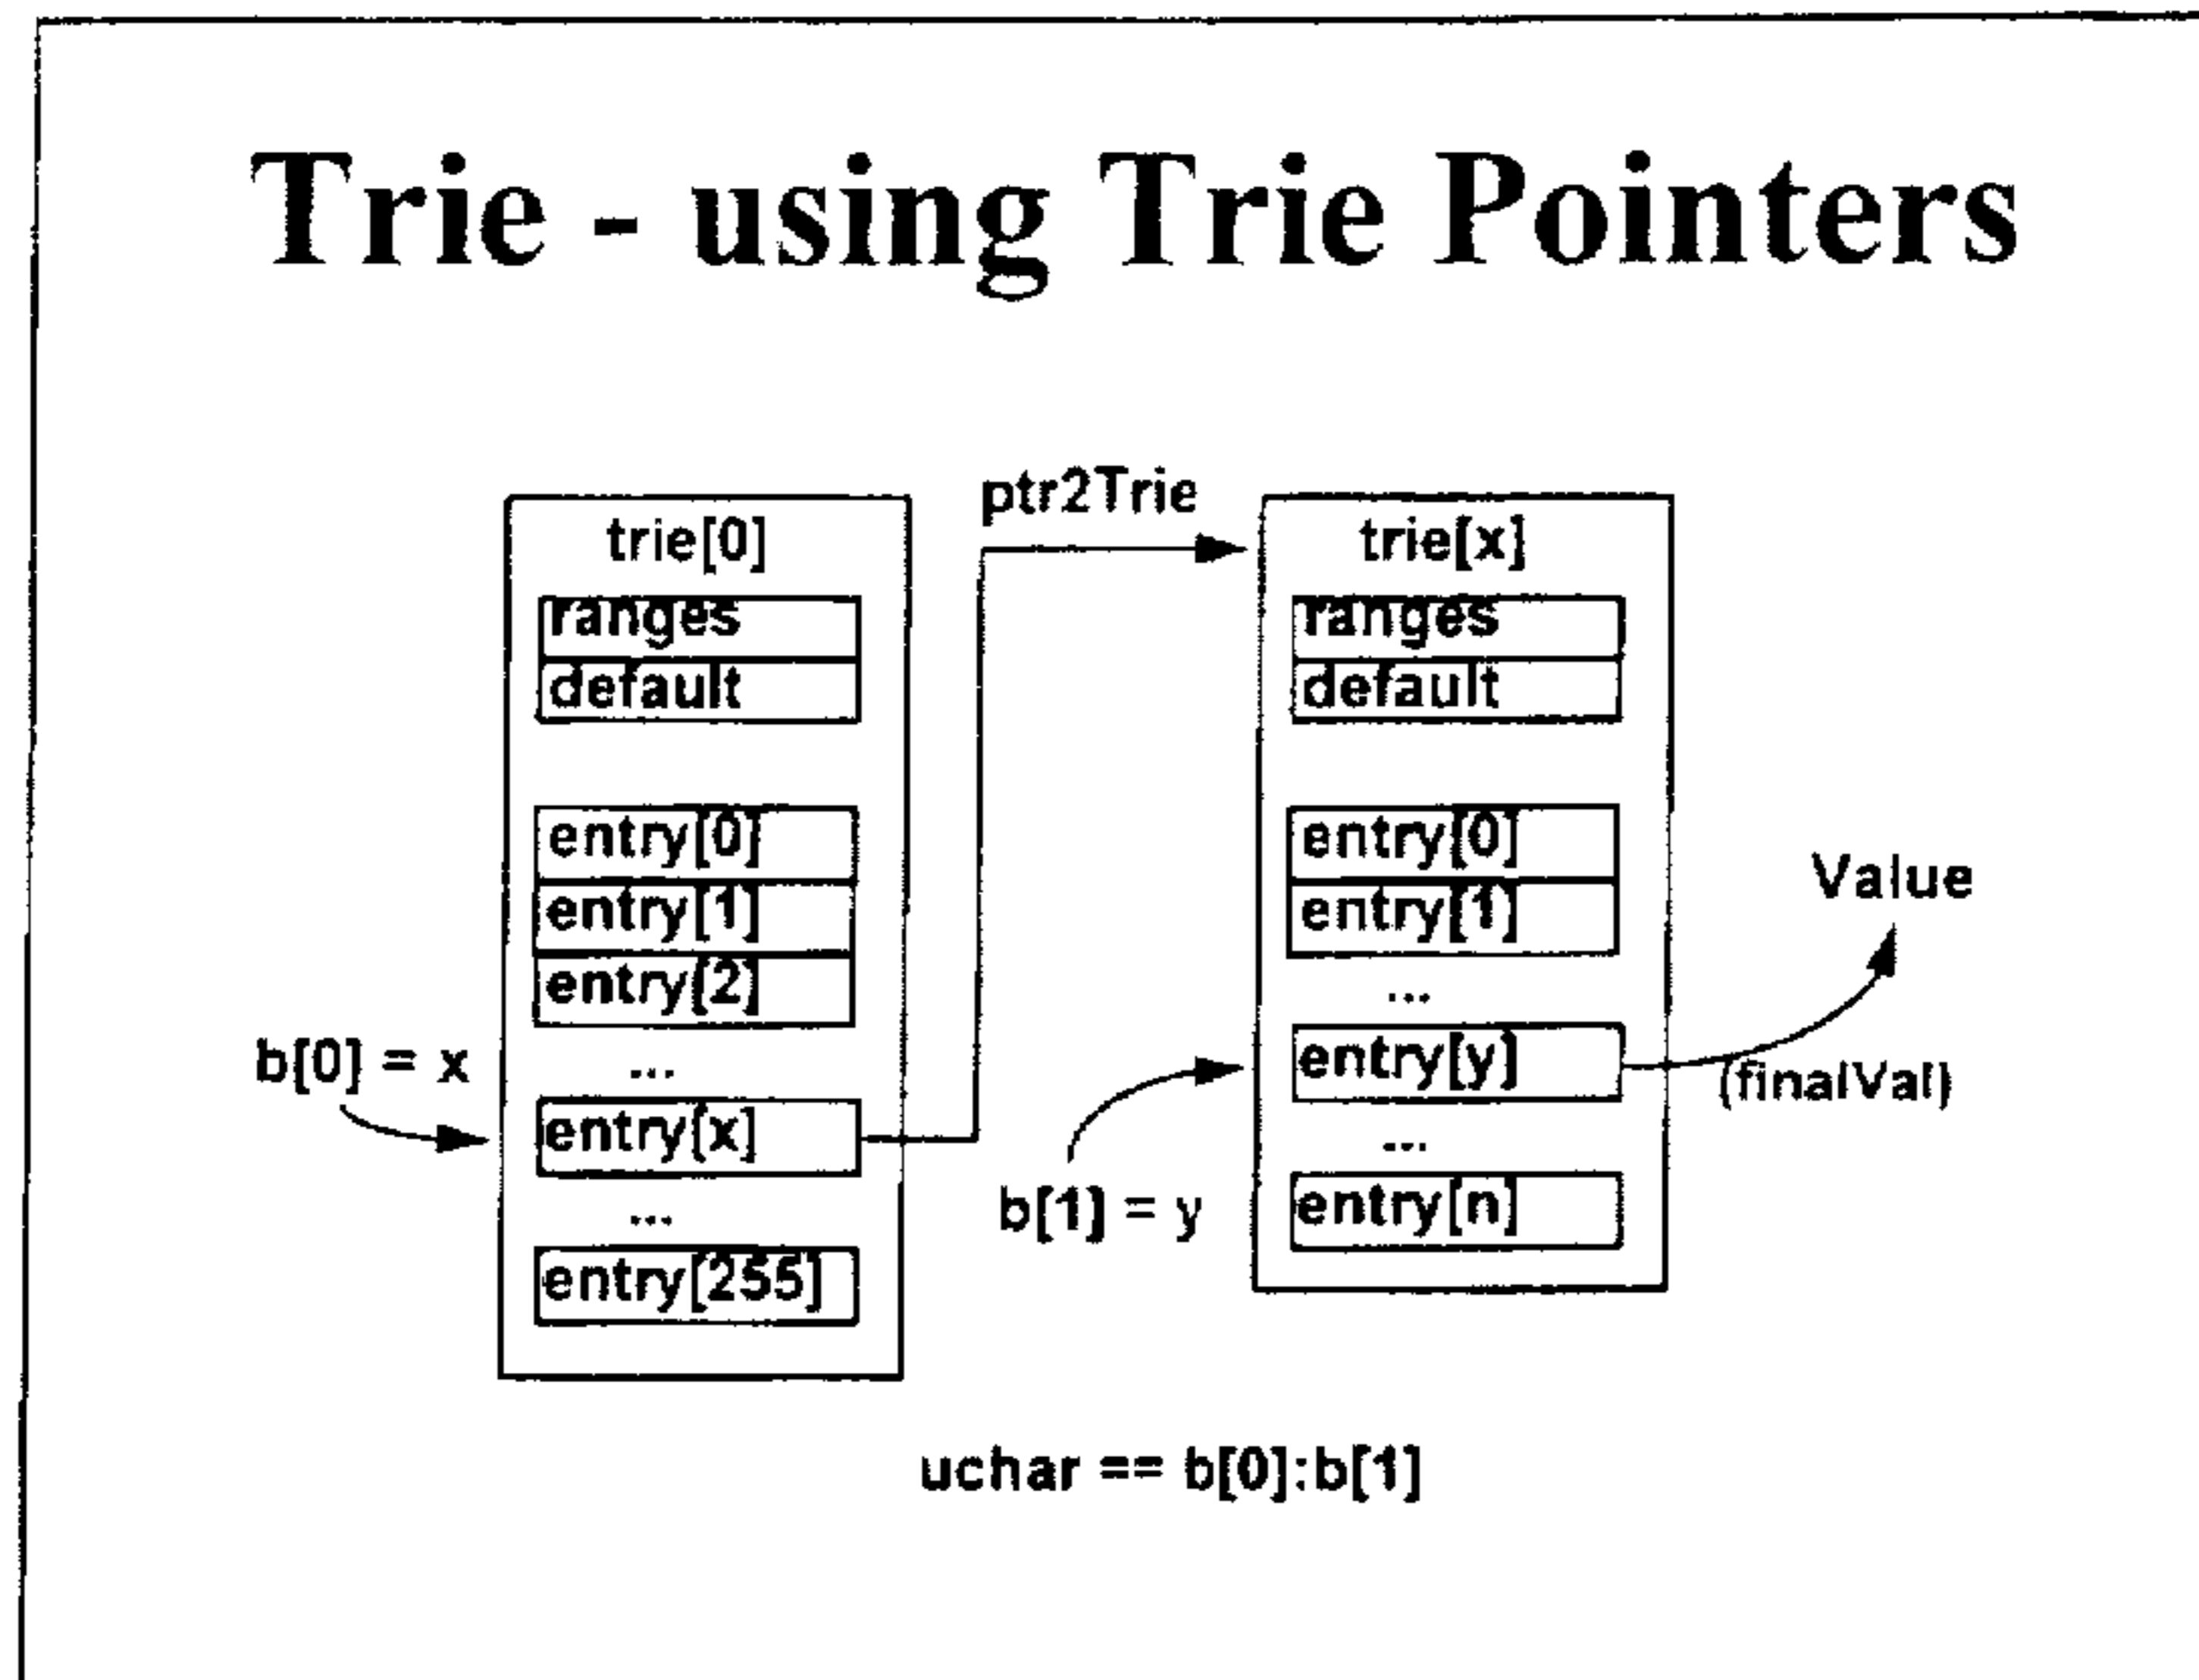 Trie - using Trie Pointers
ptr2Trie
trie[0]
ranges
default
entry[0]
entry[1]
entry[2]
...
entry[x]
...
entry[255]
b[0] = x
trie[x]
ranges
default
entry[0]
entry[1]
...
entry[y]
...
entry[n]
b[1] = y
Value
(finalVal)
uchar == b[0]:b[1]